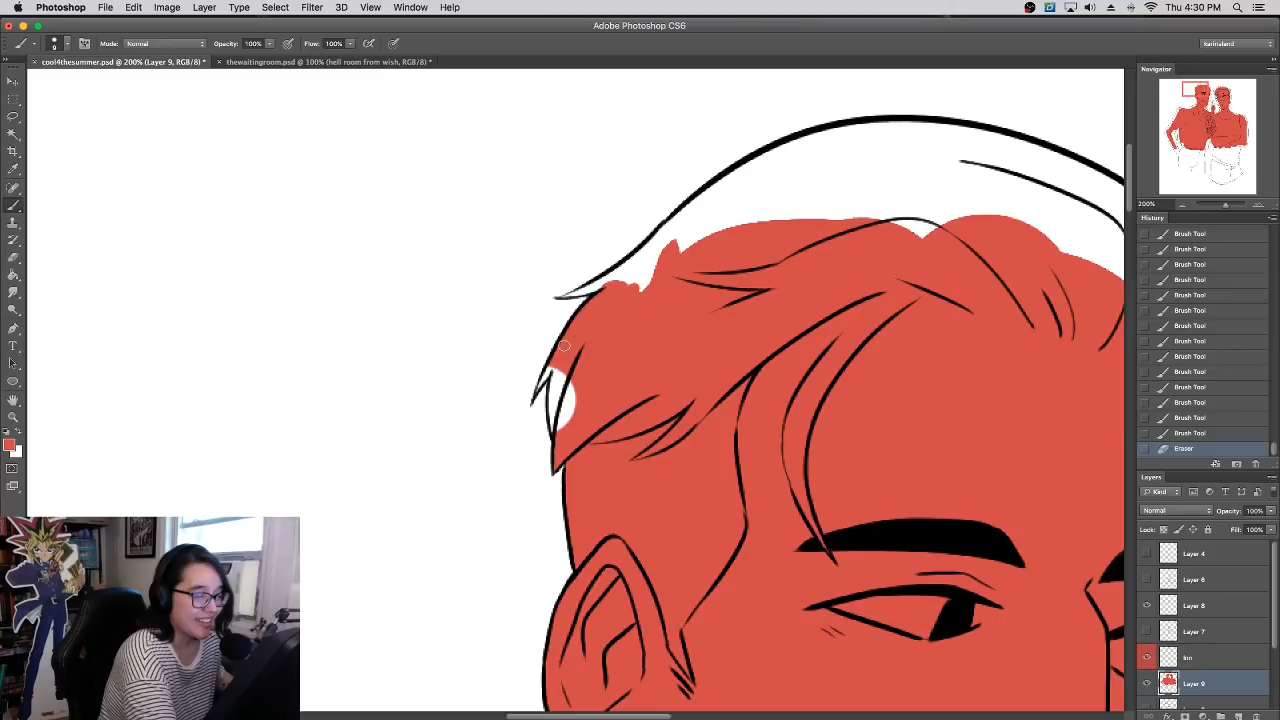 Photoshop File Edit Image Layer Type Select Filter 3D View Window Help Thu 4:30 PM
Adobe Photoshop CS6
9 Mode: Normal Opacity: 100% Flow: 100% karinaland
× cool4thesummer.psd @ 200% (Layer 9, RGB/8) * × thewaitingroom.psd @ 100% (hell room from wish, RGB/8) *
Navigator
200%
History
Brush Tool
Brush Tool
Brush Tool
Brush Tool
Brush Tool
Brush Tool
Brush Tool
Brush Tool
Brush Tool
Brush Tool
Brush Tool
Brush Tool
Brush Tool
Brush Tool
Eraser
Layers
Kind
Normal Opacity: 100%
Lock: Fill: 100%
Layer 4
Layer 6
Layer 8
Layer 7
Layer 9